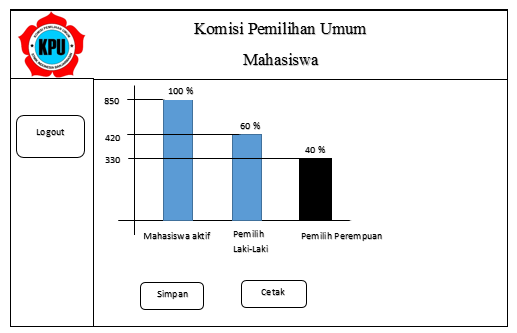 Komisi Pemilihan Umum
Mahasiswa
KPU
Logout
100 %
850
60 %
420
40 %
330
Mahasiswa aktif
Pemilih
Laki-Laki
Pemilih Perempuan
Simpan
Cetak